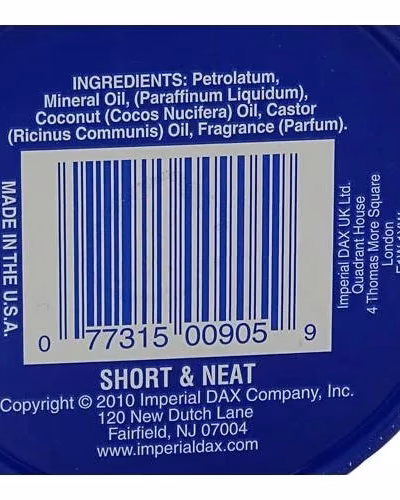 INGREDIENTS: Petrolatum,
Mineral Oil, (Paraffinum Liquidum),
Coconut (Cocos Nucifera) Oil, Castor
(Ricinus Communis) Oil, Fragrance (Parfum).
MADE IN THE U.S.A.
0 77315 00905 9
Imperial DAX UK Ltd.
Quadrant House
4 Thomas More Square
London
SHORT & NEAT
Copyright © 2010 Imperial DAX Company, Inc.
120 New Dutch Lane
Fairfield, NJ 07004
www.imperialdax.com